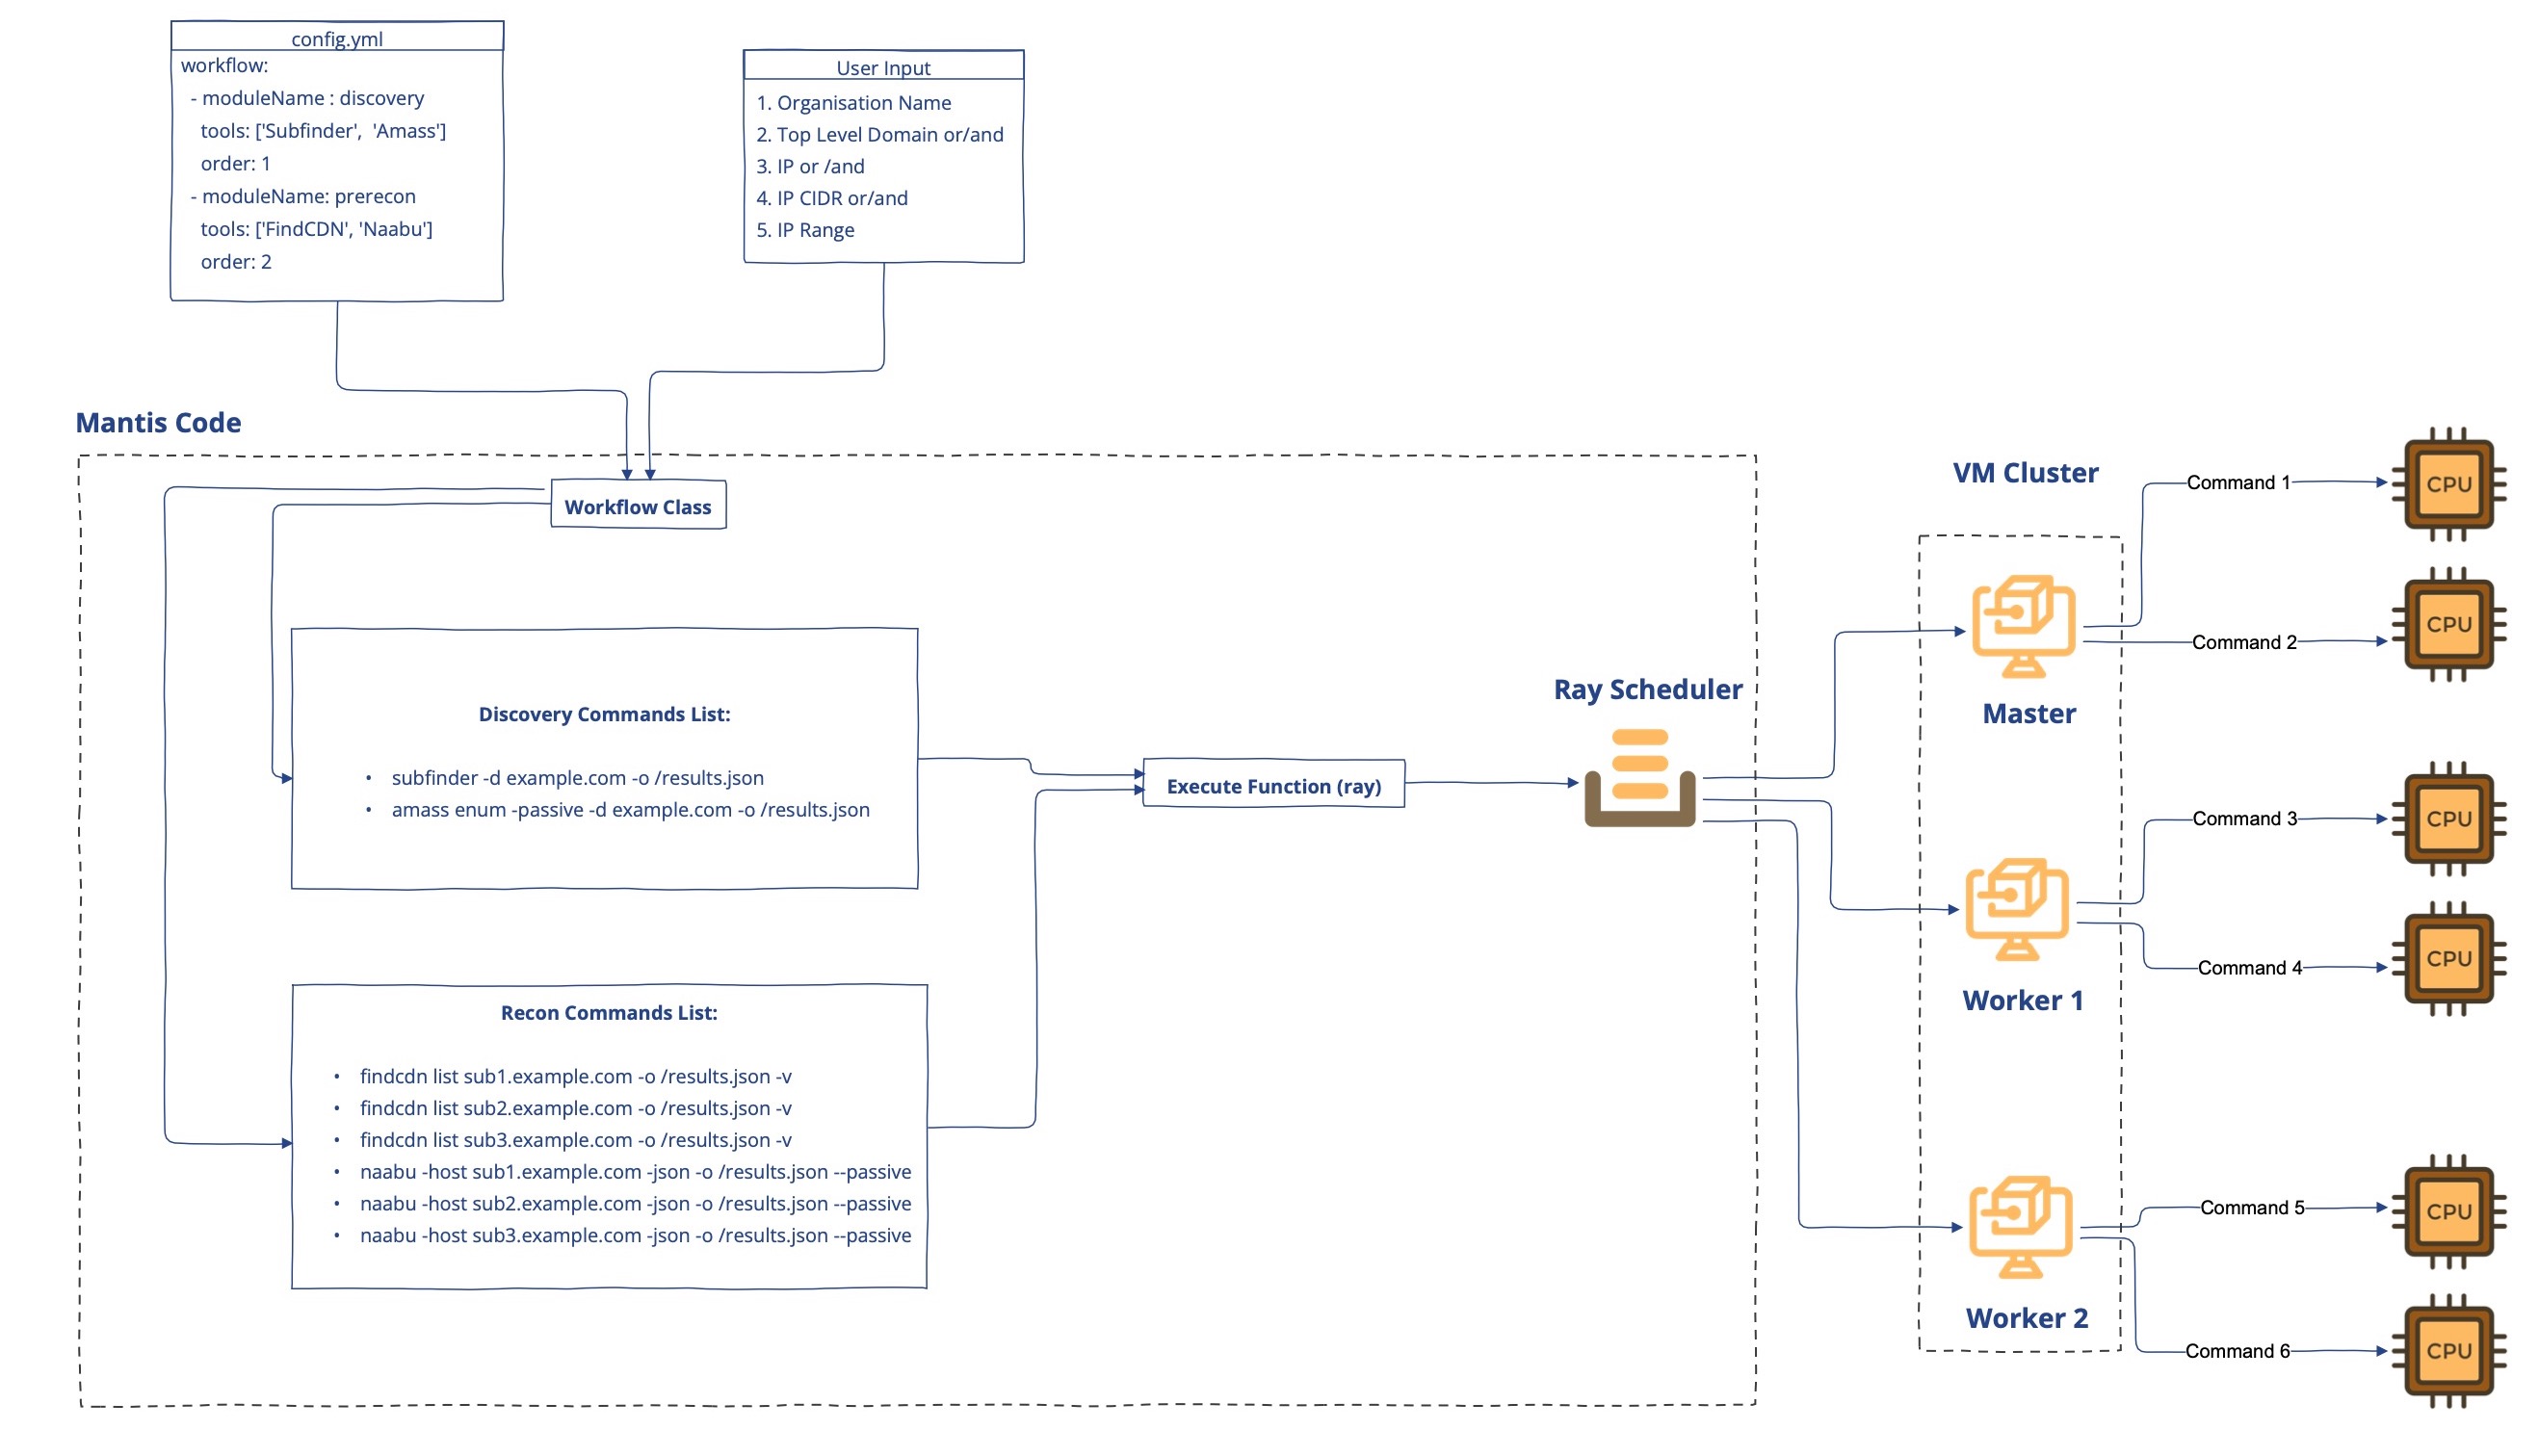 config.yml
workflow:
- moduleName : discovery
tools: ['Subfinder',  'Amass']
order: 1
- moduleName: prerecon
tools: ['FindCDN', 'Naabu']
order: 2
User Input
1. Organisation Name
2. Top Level Domain or/and
3. IP or /and
4. IP CIDR or/and
5. IP Range
Mantis Code
Workflow Class
Discovery Commands List:
• subfinder -d example.com -o /results.json
• amass enum -passive -d example.com -o /results.json
Recon Commands List:
• findcdn list sub1.example.com -o /results.json -v
• findcdn list sub2.example.com -o /results.json -v
• findcdn list sub3.example.com -o /results.json -v
• naabu -host sub1.example.com -json -o /results.json --passive
• naabu -host sub2.example.com -json -o /results.json --passive
• naabu -host sub3.example.com -json -o /results.json --passive
Execute Function (ray)
Ray Scheduler
VM Cluster
Master
Worker 1
Worker 2
Command 1
CPU
Command 2
CPU
Command 3
CPU
Command 4
CPU
Command 5
CPU
Command 6
CPU